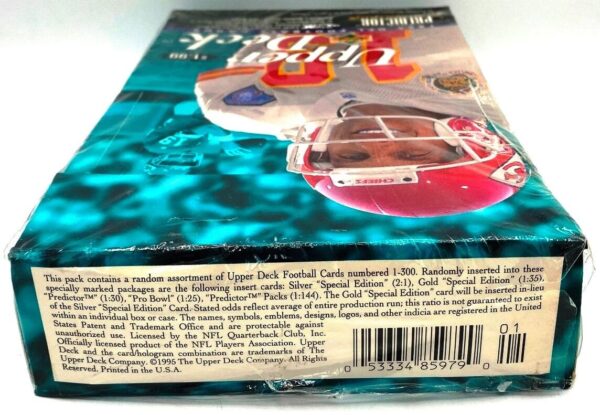 PREDICTOR
Upper
Deck
$1.99
CHIEFS
This pack contains a random assortment of Upper Deck Football Cards numbered 1-300. Randomly inserted into these
specially marked packages are the following insert cards: Silver "Special Edition" (2:1), Gold "Special Edition" (1:35),
"Predictor™" (1:30), "Pro Bowl" (1:25), "Predictor™ Packs (1:144). The Gold "Special Edition" card will be inserted in-lieu
of the Silver "Special Edition" Card. Stated odds reflect average of entire production run; this ratio is not guaranteed to exist
within an individual box or case. The names, symbols, emblems, designs, logos, and other indicia are registered in the United
States Patent and Trademark Office and are protectable against
unauthorized use. Licensed by the NFL Quarterback Club, Inc.
Officially licensed product of the NFL Players Association. Upper
Deck and the card/hologram combination are trademarks of The
Upper Deck Company. ©1995 The Upper Deck Company. All Rights
Reserved. Printed in the U.S.A.
01
0 53334 85979 0